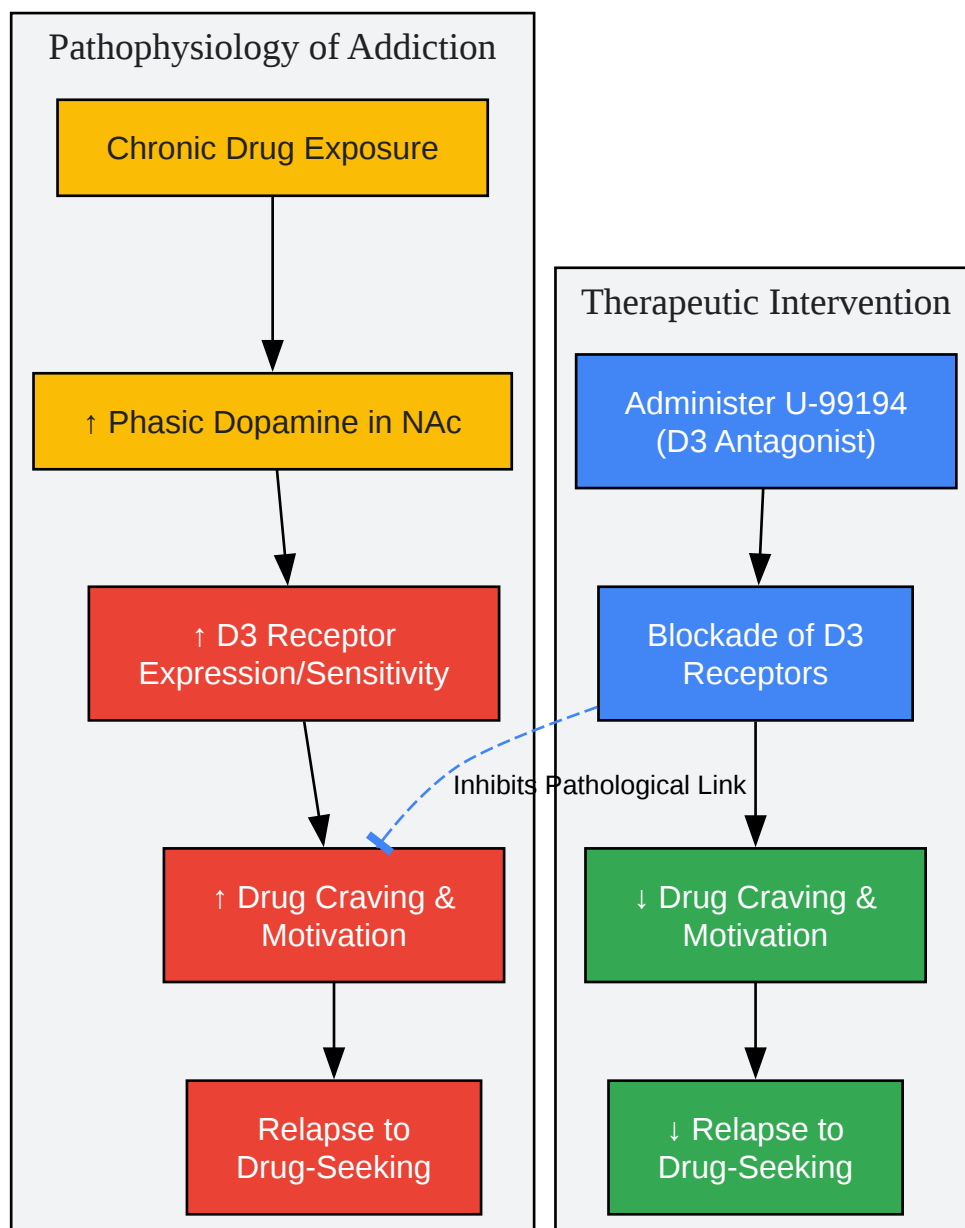 Pathophysiology of Addiction
Chronic Drug Exposure
↑ Phasic Dopamine in NAc
↑ D3 Receptor
Expression/Sensitivity
↑ Drug Craving &
Motivation
Relapse to
Drug-Seeking
Inhibits Pathological Link
Therapeutic Intervention
Administer U-99194
(D3 Antagonist)
Blockade of D3
Receptors
↓ Drug Craving &
Motivation
↓ Relapse to
Drug-Seeking